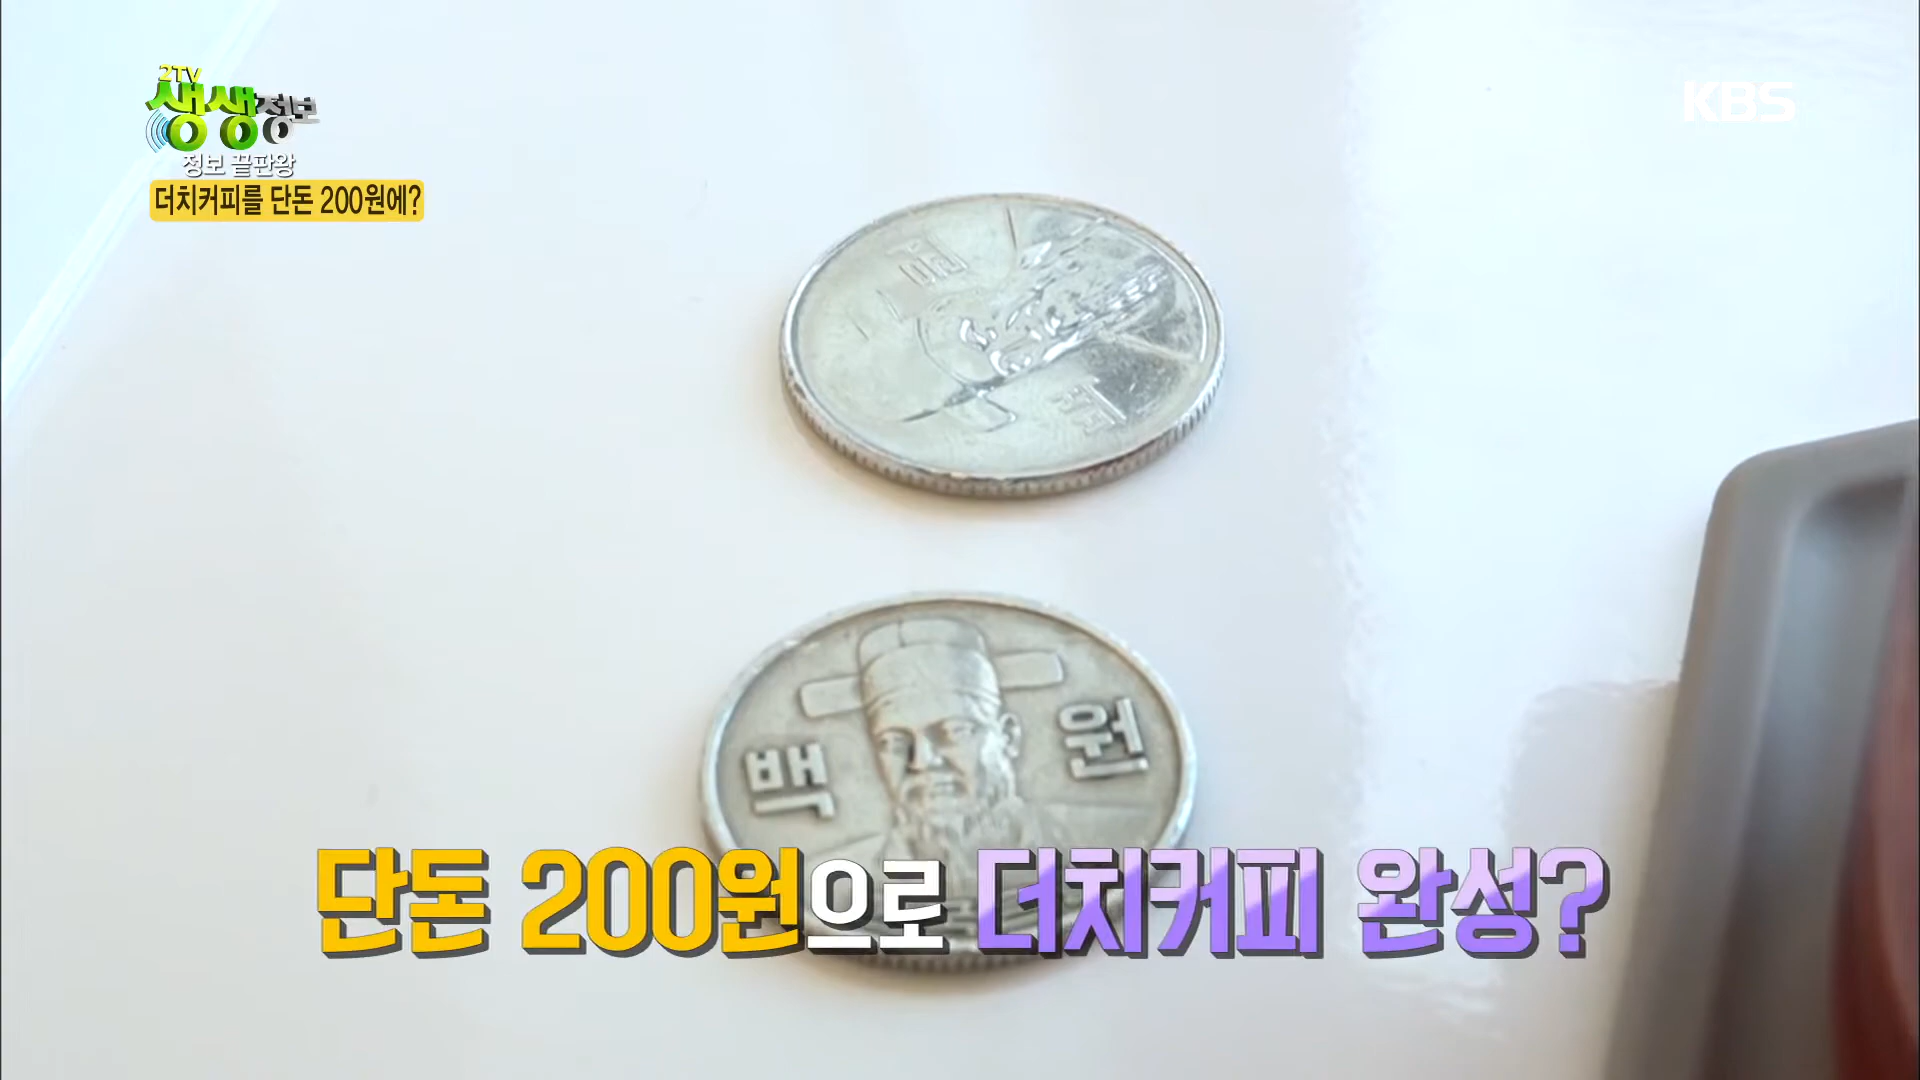 2TV
생생정보
KBS
정보 끝판왕
더치커피를 단돈 200원에?
백 원
백 원
단돈 200원으로 더치커피 완성?